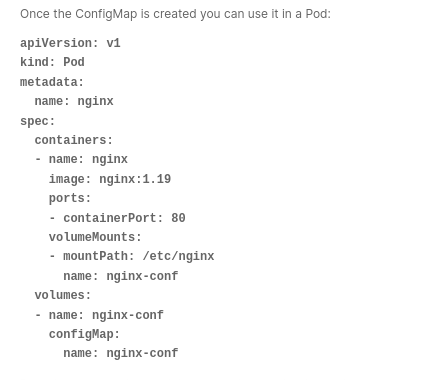 Once the ConfigMap is created you can use it in a Pod:
apiVersion: v1
kind: Pod
metadata:
  name: nginx
spec:
  containers:
  - name: nginx
    image: nginx:1.19
    ports:
    - containerPort: 80
    volumeMounts:
    - mountPath: /etc/nginx
      name: nginx-conf
  volumes:
  - name: nginx-conf
    configMap:
      name: nginx-conf